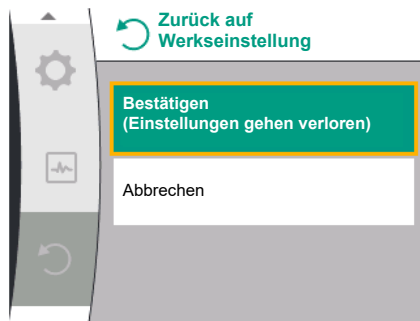 Zurück auf
Werkseinstellung
Bestätigen
(Einstellungen gehen verloren)
Abbrechen